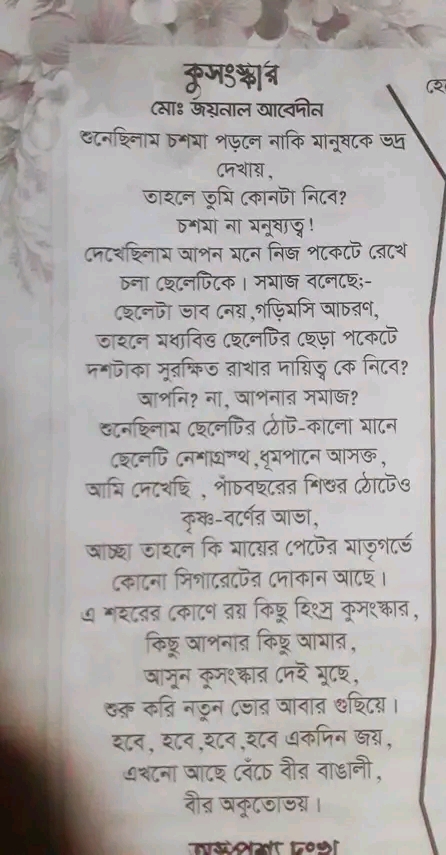 কুসংস্কার
মোঃ জয়নাল আবেদীন
শুনেছিলাম চশমা পড়লে নাকি মানুষকে ভদ্র
দেখায়,
তাহলে তুমি কোনটা নিবে?
চশমা না মনুষ্যত্ব!
দেখেছিলাম আপন মনে নিজ পকেটে রেখে
চলা ছেলেটিকে। সমাজ বলেছে:-
ছেলেটা ভাব নেয়,গড়িমসি আচরণ,
তাহলে মধ্যবিত্ত ছেলেটির ছেড়া পকেটে
দশটাকা সুরক্ষিত রাখার দায়িত্ব কে নিবে?
আপনি? না, আপনার সমাজ?
শুনেছিলাম ছেলেটির ঠোট-কালো মানে
ছেলেটি নেশাগ্রস্থ,ধূমপানে আসক্ত,
আমি দেখেছি , পাঁচবছরের শিশুর ঠোটেও
কৃষ্ণ-বর্ণের আভা,
আচ্ছা তাহলে কি মায়ের পেটের মাতৃগর্ভে
কোনো সিগারেটের দোকান আছে।
এ শহরের কোণে রয় কিছু হিংস্র কুসংস্কার,
কিছু আপনার কিছু আমার,
আসুন কুসংস্কার দেই মুছে,
শুরু করি নতুন ভোর আবার গুছিয়ে।
হবে, হবে,হবে,হবে একদিন জয়,
এখনো আছে বেঁচে বীর বাঙালী,
বীর অকুতোভয়।